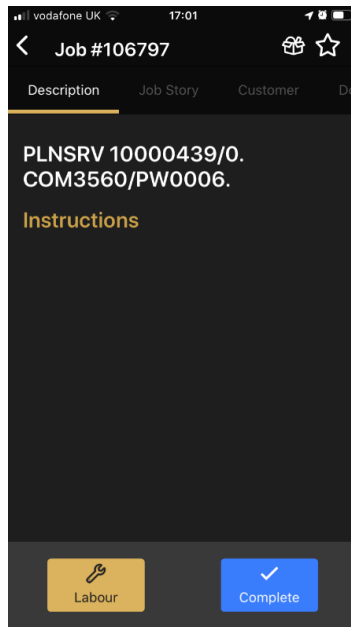 vodafone UK 17:01
Job #106797
Description Job Story Customer
PLNSRV 10000439/0.
COM3560/PW0006.
Instructions
Labour Complete